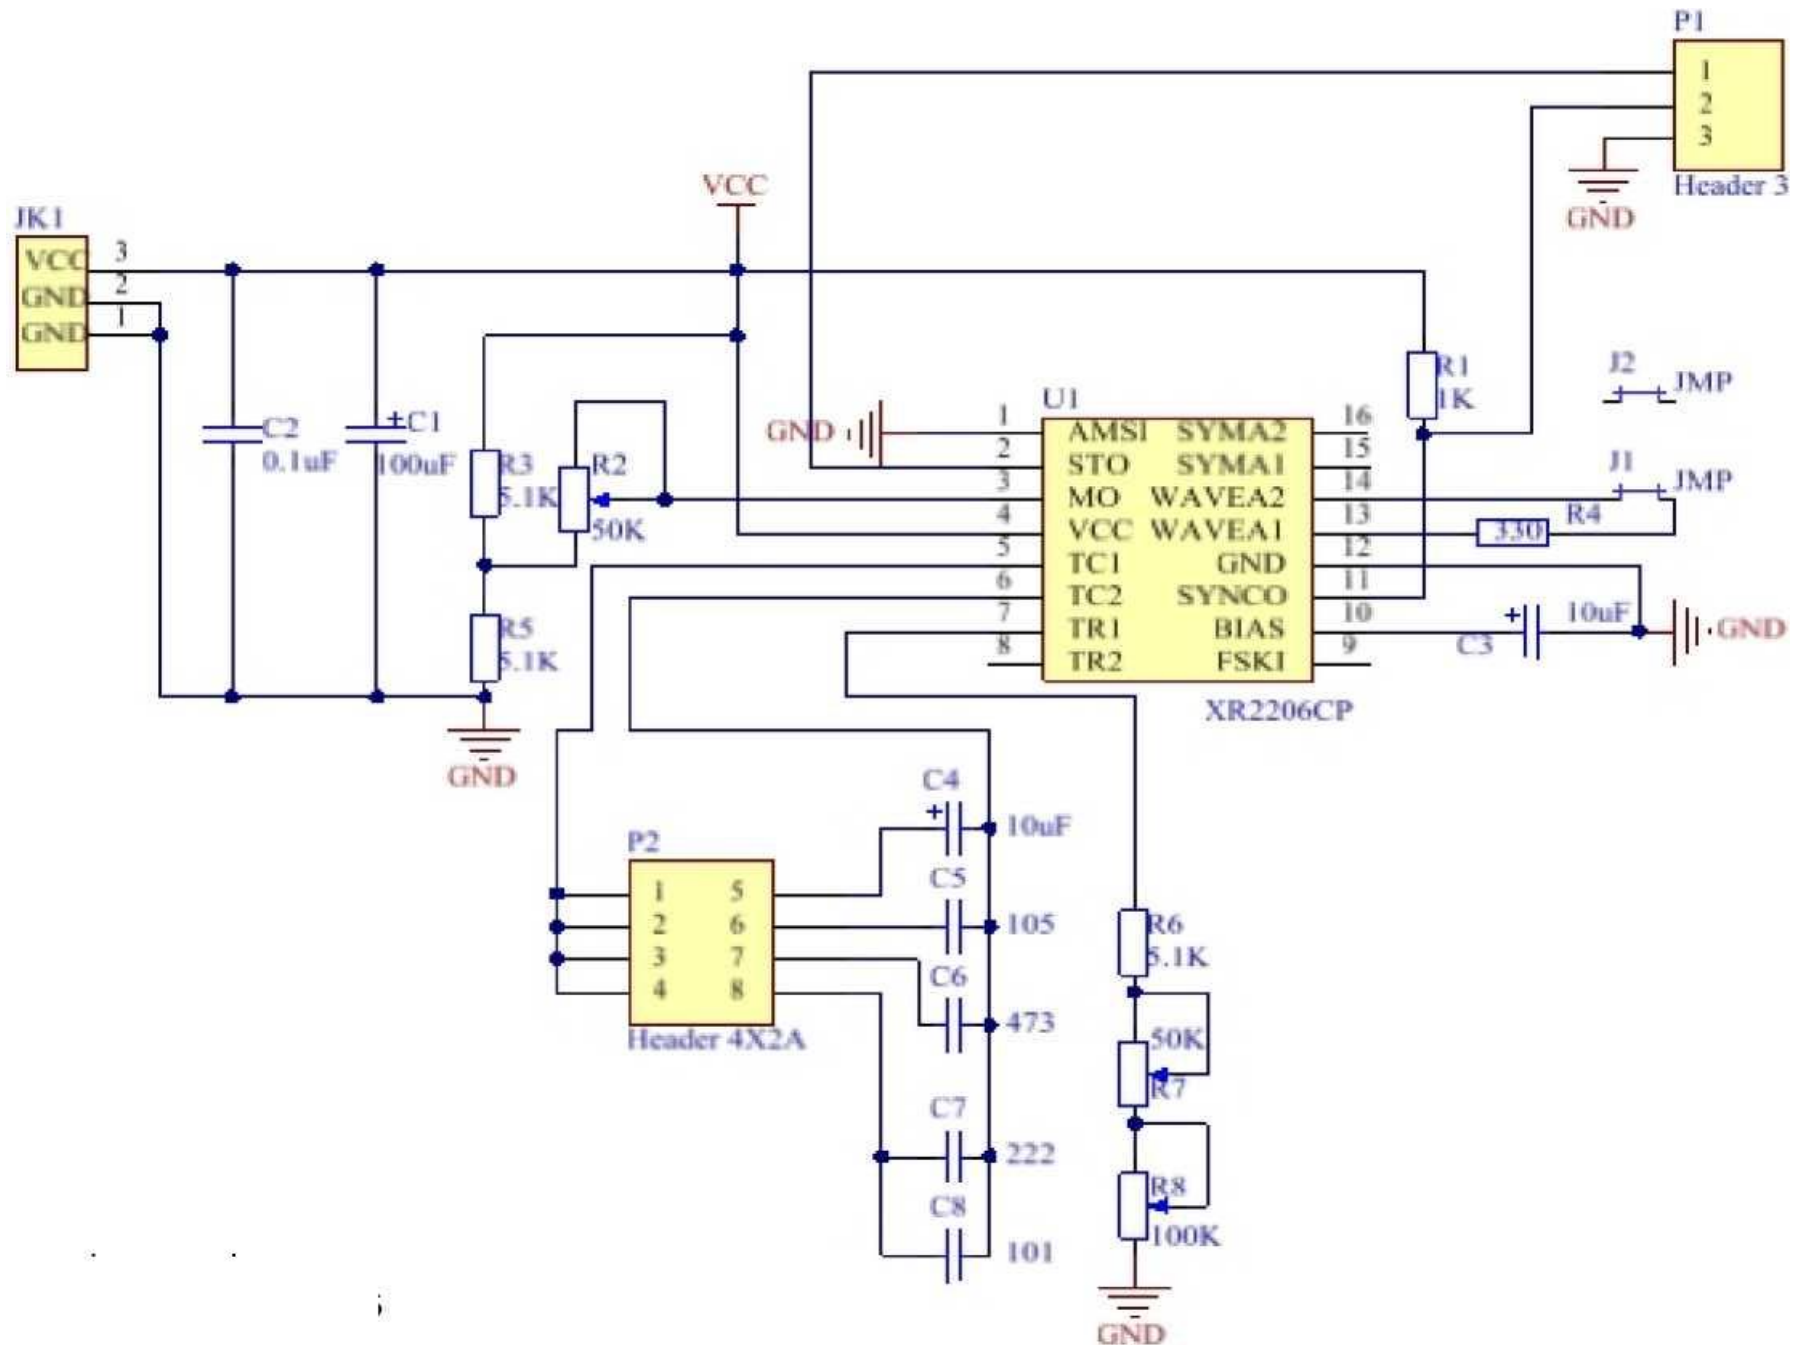 P1
1
2
3
Header 3
GND
VCC
JK1
VCC 3
GND 2
GND 1
C2
0.1uF
+ C1
100uF
R3
5.1K
R2
50K
R5
5.1K
GND
GND
U1
1 AMSI SYMA2 16
2 STO SYMA1 15
3 MO WAVEA2 14
4 VCC WAVEA1 13
5 TC1 GND 12
6 TC2 SYNCO 11
7 TR1 BIAS 10
8 TR2 FSKI 9
XR2206CP
R1
1K
J2
JMP
J1
JMP
R4
330
+
10uF
C3
GND
P2
1 5
2 6
3 7
4 8
Header 4X2A
C4
+
10uF
C5
105
C6
473
C7
222
C8
101
R6
5.1K
50K
R7
R8
100K
GND